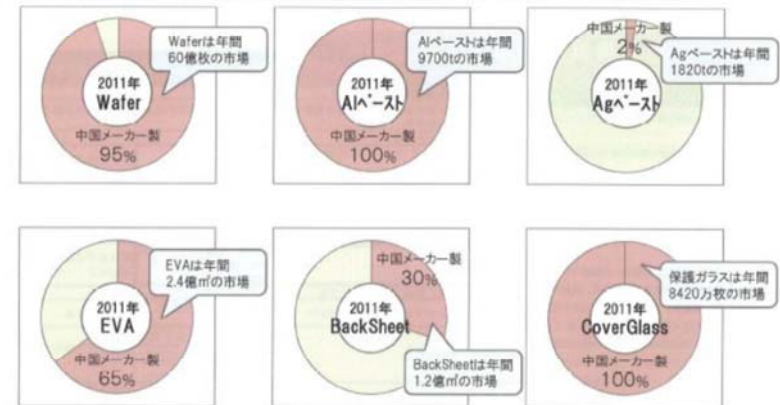 Waferは年間
60億枚の市場
2011年
Wafer
中国メーカー製
95%
Alペーストは年間
9700tの市場
2011年
Alペースト
中国メーカー製
100%
中国メーカー製
2%
Agペーストは年間
1820tの市場
2011年
Agペースト
EVAは年間
2.4億㎡の市場
2011年
EVA
中国メーカー製
65%
中国メーカー製
30%
2011年
BackSheet
BackSheetは年間
1.2億㎡の市場
保護ガラスは年間
8420万枚の市場
2011年
CoverGlass
中国メーカー製
100%